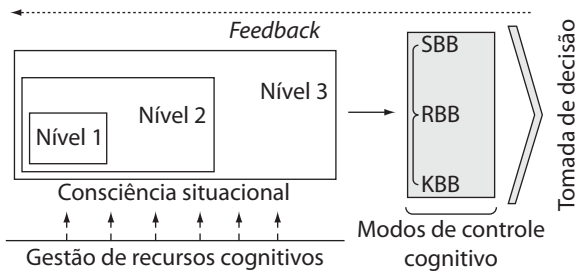 Feedback
Nível 1
Nível 2
Nível 3
Consciência situacional
Gestão de recursos cognitivos
SBB
RBB
KBB
Modos de controle
cognitivo
Tomada de decisão